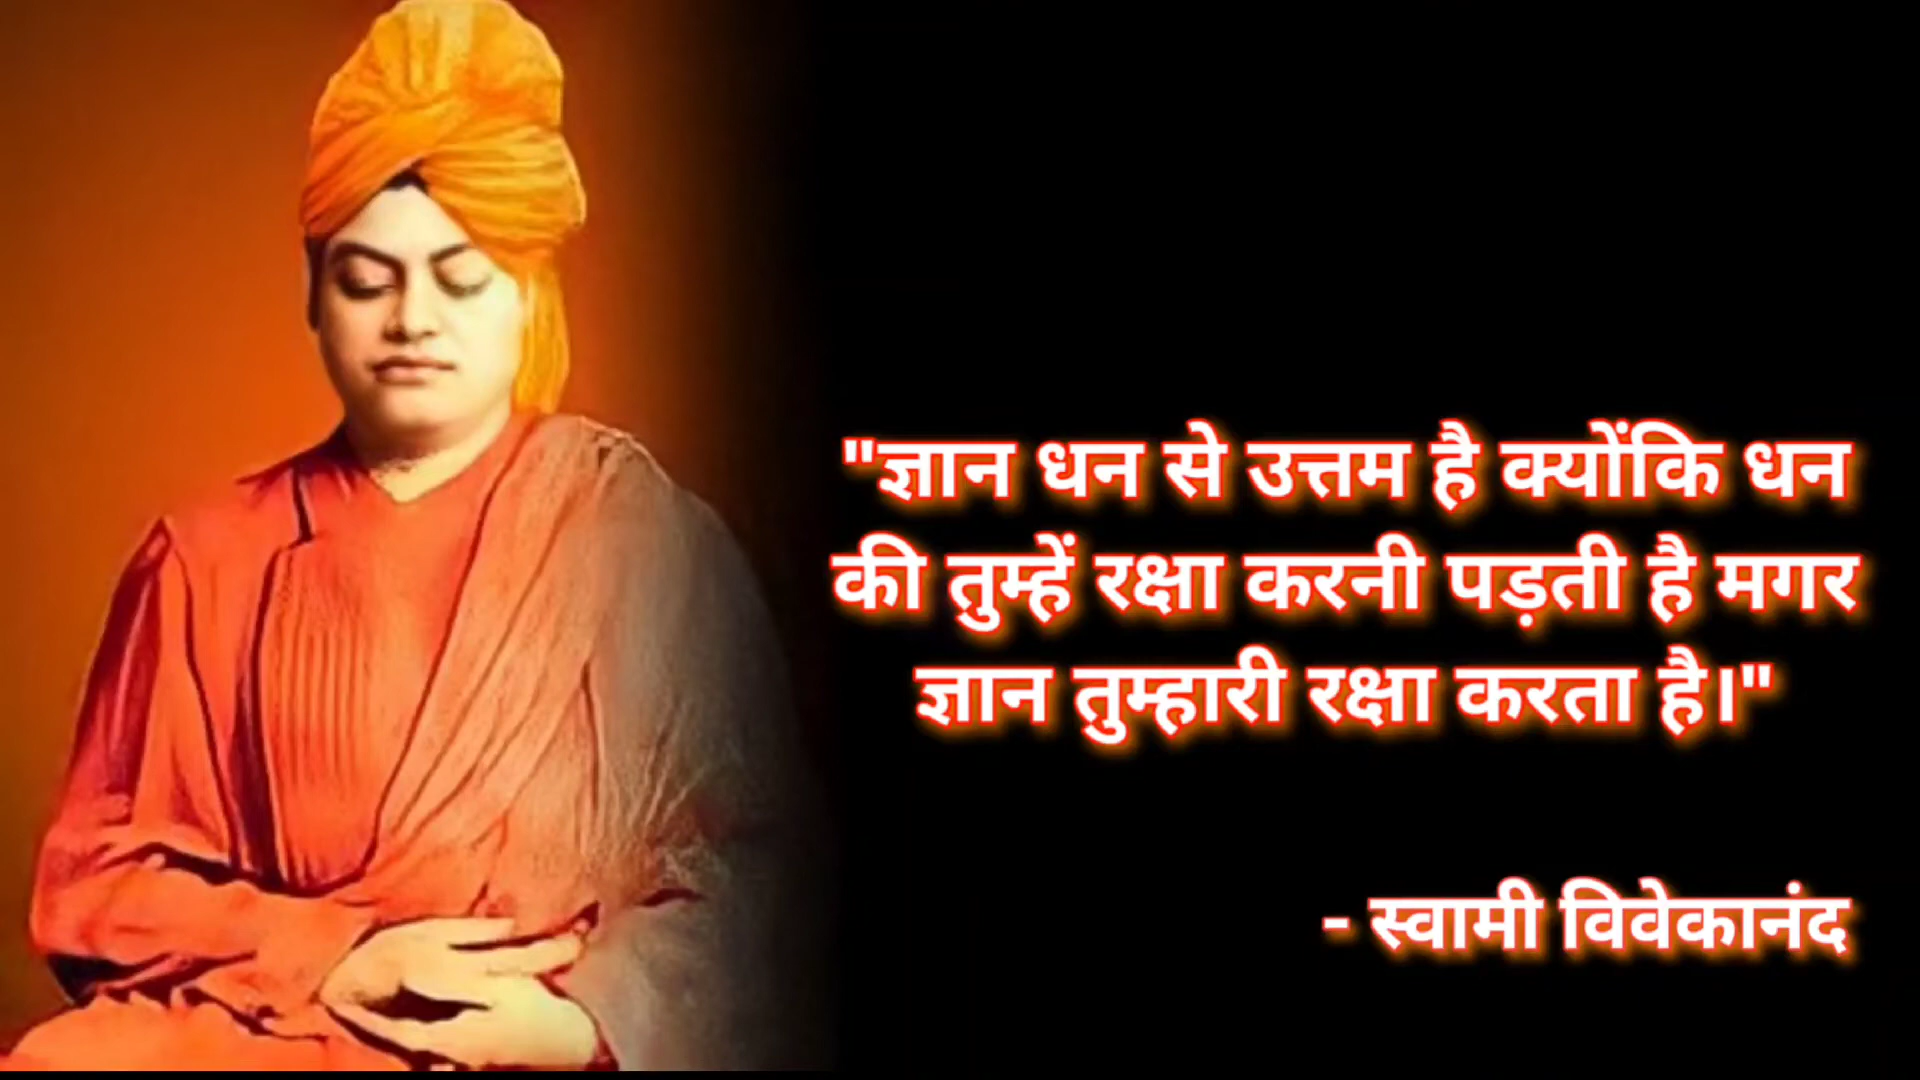 "ज्ञान धन से उत्तम है क्योंकि धन
की तुम्हें रक्षा करनी पड़ती है मगर
ज्ञान तुम्हारी रक्षा करता है।"
- स्वामी विवेकानंद